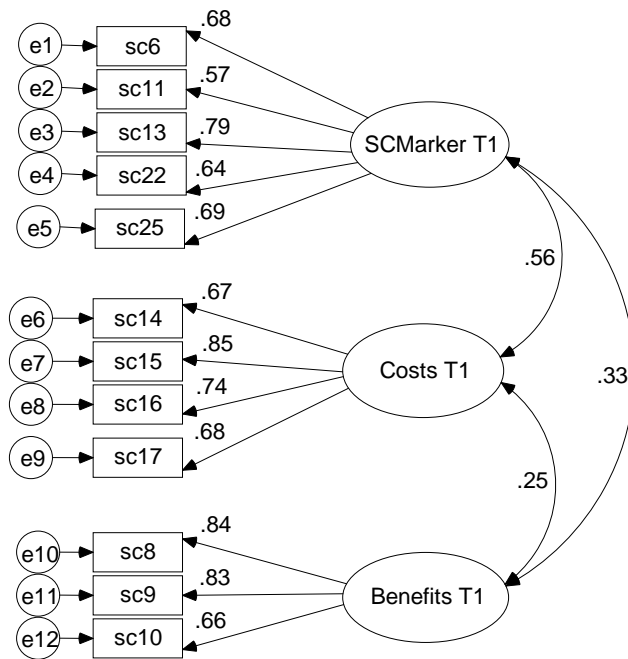 .68
e1 sc6
.57
e2 sc11
.79
e3 sc13
SCMarker T1
.64
e4 sc22
.69
e5 sc25
.56
.67
e6 sc14
.85
e7 sc15
Costs T1
.33
.74
e8 sc16
.68
e9 sc17
.25
.84
e10 sc8
.83
e11 sc9
Benefits T1
.66
e12 sc10